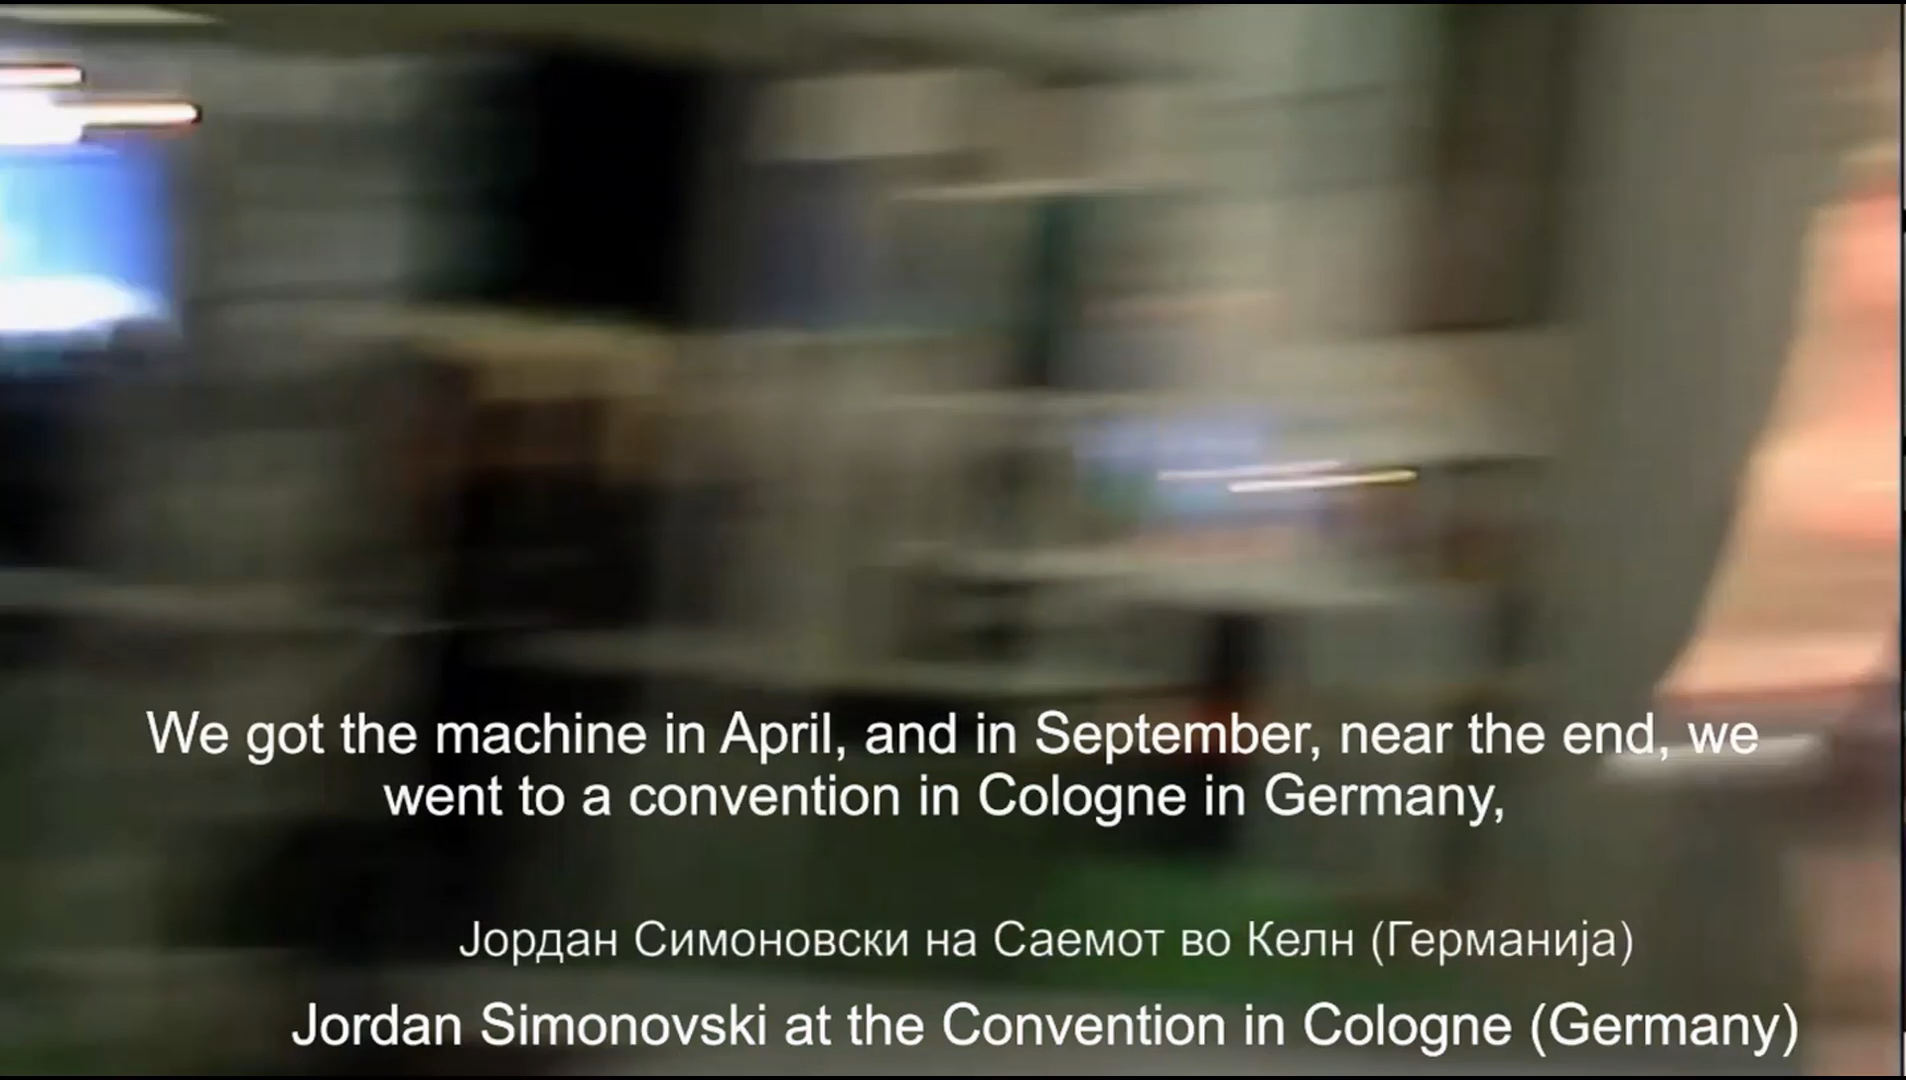 We got the machine in April, and in September, near the end, we
went to a convention in Cologne in Germany,
Јордан Симоновски на Саемот во Келн (Германија)
Jordan Simonovski at the Convention in Cologne (Germany)